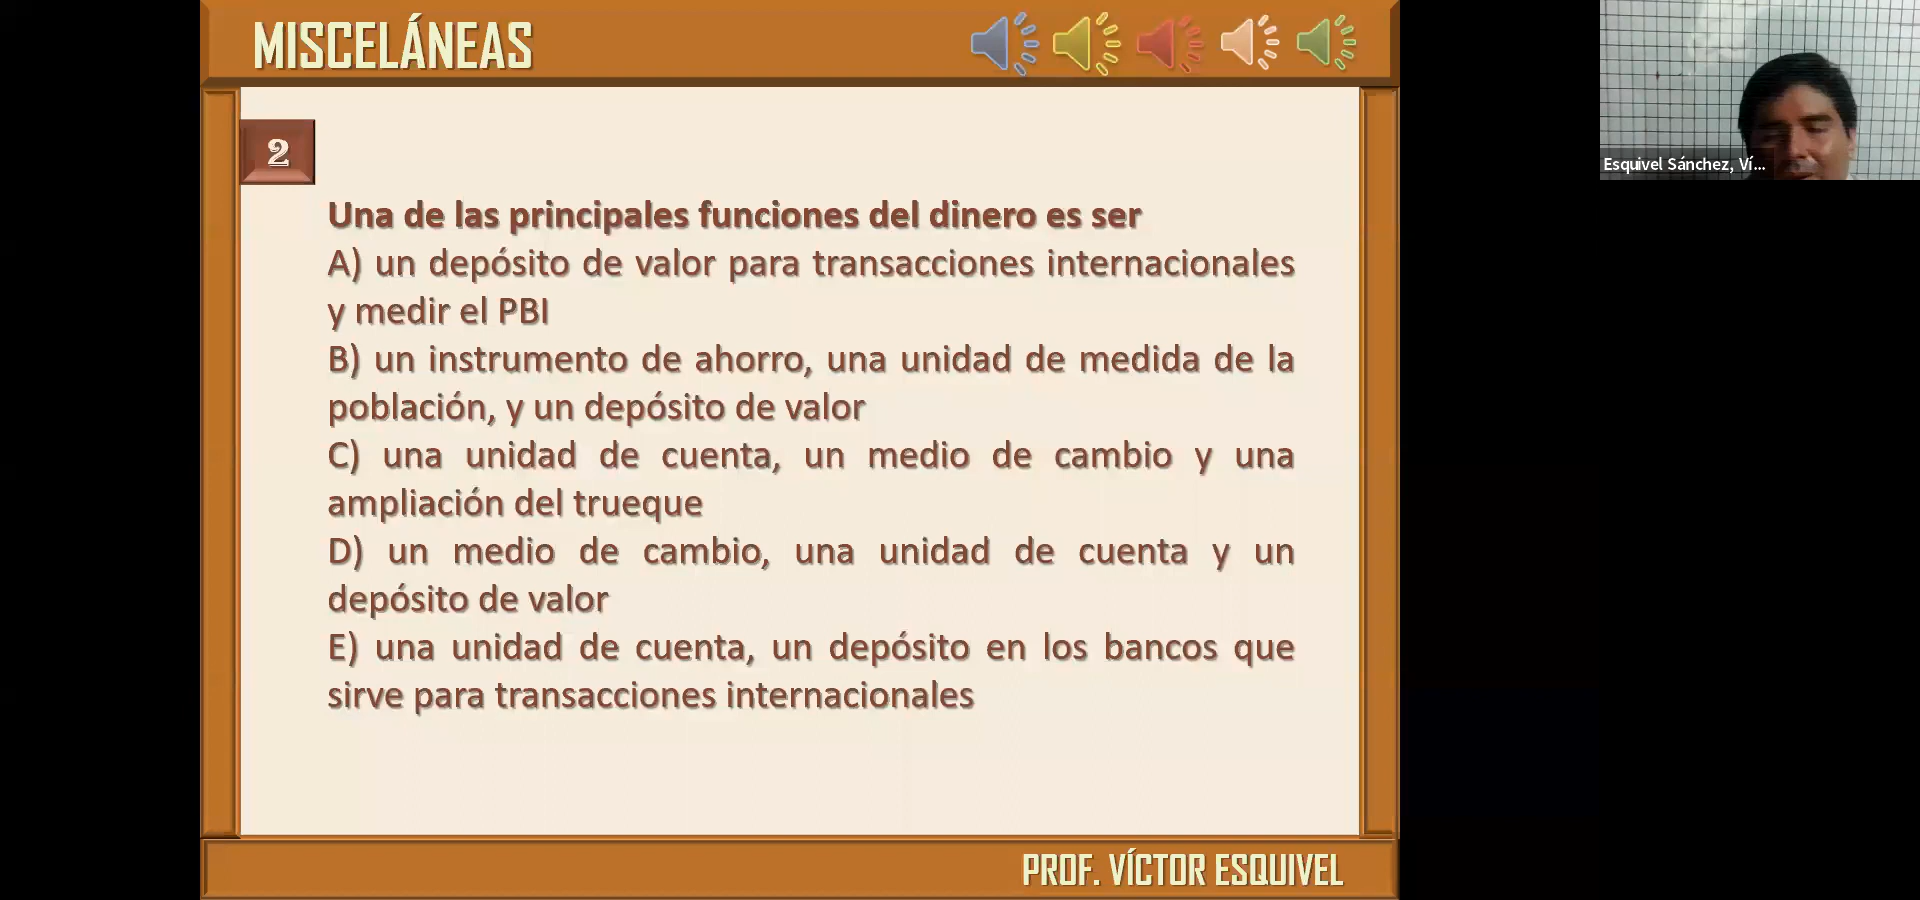 MISCELÁNEAS
2
Una de las principales funciones del dinero es ser
A) un depósito de valor para transacciones internacionales
y medir el PBI
B) un instrumento de ahorro, una unidad de medida de la
población, y un depósito de valor
C) una unidad de cuenta, un medio de cambio y una
ampliación del trueque
D) un medio de cambio, una unidad de cuenta y un
depósito de valor
E) una unidad de cuenta, un depósito en los bancos que
sirve para transacciones internacionales
PROF. VÍCTOR ESQUIVEL
Esquivel Sánchez, Ví...